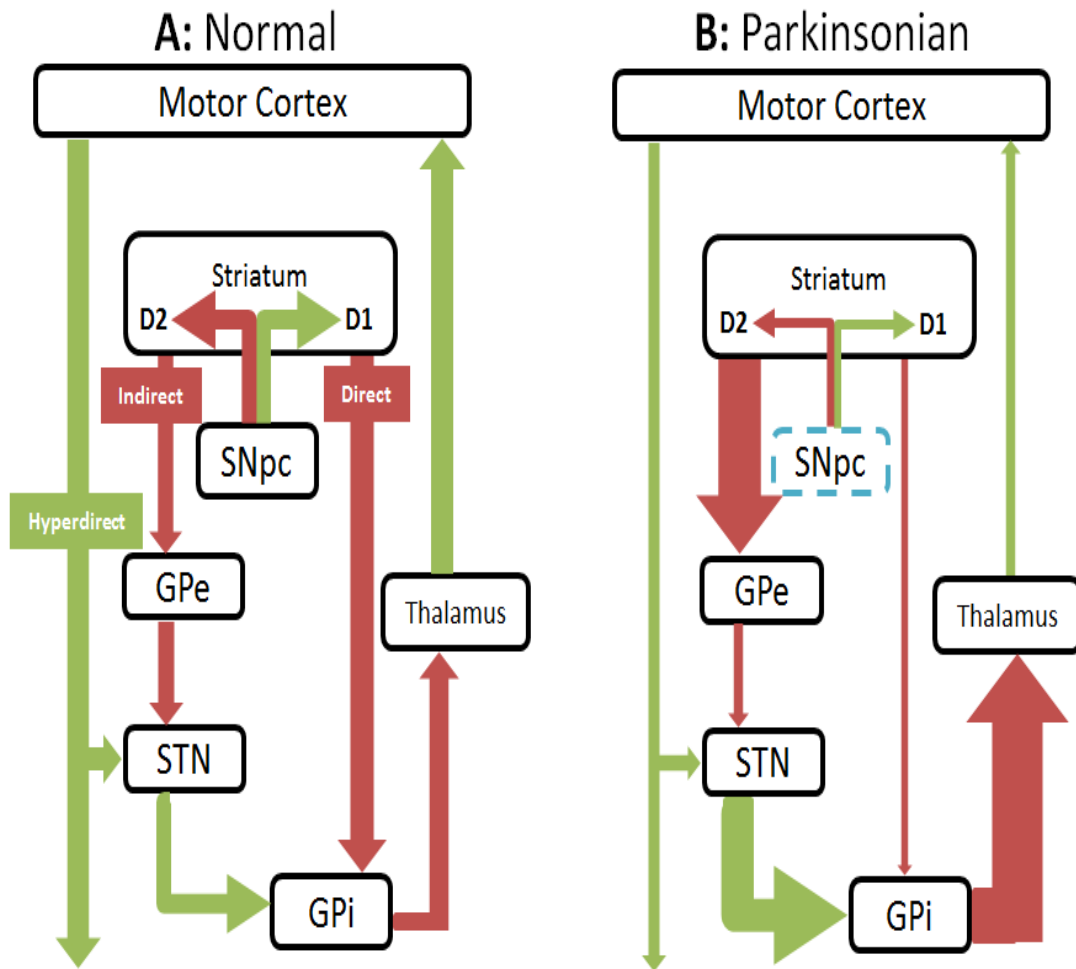 A: Normal
Motor Cortex
Striatum
D2
D1
Indirect
Direct
SNpc
Hyperdirect
GPe
Thalamus
STN
GPi
B: Parkinsonian
Motor Cortex
Striatum
D2
D1
SNpc
GPe
Thalamus
STN
GPi